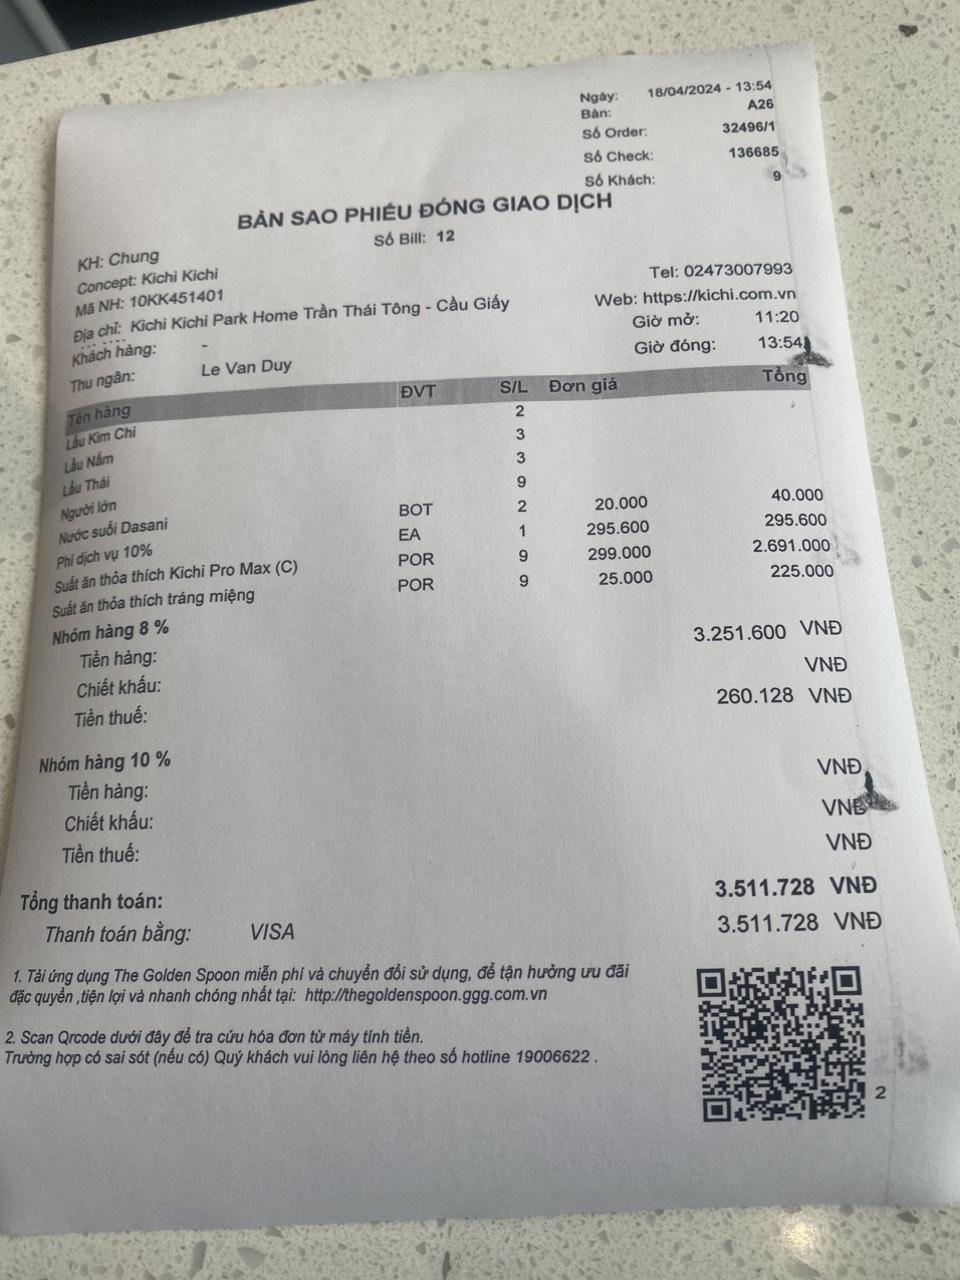 Ngày: 18/04/2024 - 13:54
Bàn: A26
Số Order: 32496/1
Số Check: 136685
Số Khách: 9
BẢN SAO PHIẾU ĐÓNG GIAO DỊCH
Số Bill: 12
KH: Chung
Concept: Kichi Kichi
Tel: 02473007993
Mã NH: 10KK451401
Web: https://kichi.com.vn
Địa chỉ: Kichi Kichi Park Home Trần Thái Tông - Cầu Giấy
Giờ mở: 11:20
Khách hàng: -
Giờ đóng: 13:54
Thu ngân: Le Van Duy
Tên hàng ĐVT S/L Đơn giá Tổng
Lẩu Kim Chi 2
Lẩu Nấm 3
Lẩu Thái 3
Người lớn 9
Nước suối Dasani BOT 2 20.000 40.000
Phí dịch vụ 10% EA 1 295.600 295.600
Suất ăn thỏa thích Kichi Pro Max (C) POR 9 299.000 2.691.000
Suất ăn thỏa thích tráng miệng POR 9 25.000 225.000
Nhóm hàng 8 %
Tiền hàng: 3.251.600 VNĐ
Chiết khấu: VNĐ
Tiền thuế: 260.128 VNĐ
Nhóm hàng 10 %
Tiền hàng: VNĐ
Chiết khấu: VNĐ
Tiền thuế: VNĐ
Tổng thanh toán: 3.511.728 VNĐ
Thanh toán bằng: VISA 3.511.728 VNĐ
1. Tải ứng dụng The Golden Spoon miễn phí và chuyển đổi sử dụng, để tận hưởng ưu đãi
đặc quyền ,tiện lợi và nhanh chóng nhất tại: http://thegoldenspoon.ggg.com.vn
2. Scan Qrcode dưới đây để tra cứu hóa đơn từ máy tính tiền.
Trường hợp có sai sót (nếu có) Quý khách vui lòng liên hệ theo số hotline 19006622 .
2